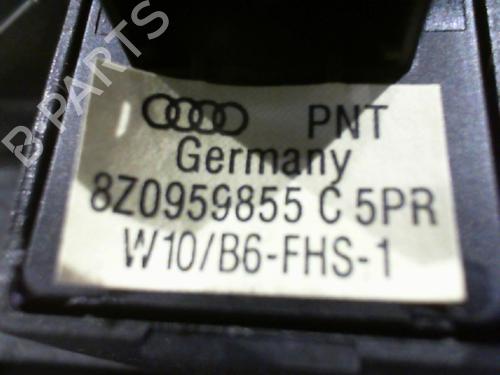 B PARTS
PNT
Germany
8Z0959855 C 5PR
W10/B6-FHS-1